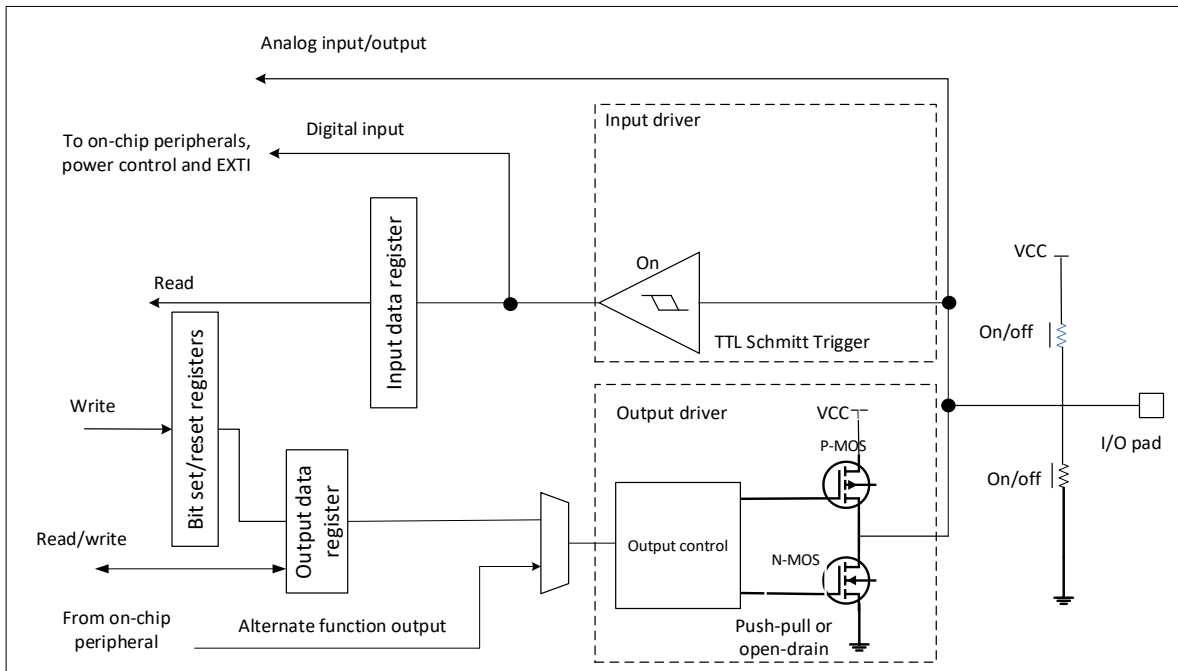 Analog input/output
Input driver
Digital input
To on-chip peripherals,
power control and EXTI
On
VCC
Read
Input data register
TTL Schmitt Trigger
On/off
Bit set/reset registers
Write
Output driver
VCC
P-MOS
I/O pad
On/off
Output data
register
Read/write
Output control
N-MOS
From on-chip
peripheral
Alternate function output
Push-pull or
open-drain